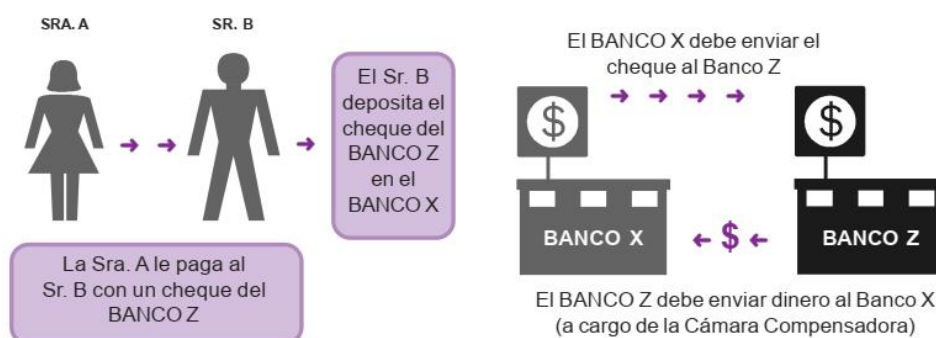 SRA. A
SR. B
El Sr. B
deposita el
cheque del
BANCO Z
en el
BANCO X
La Sra. A le paga al
Sr. B con un cheque del
BANCO Z
El BANCO X debe enviar el
cheque al Banco Z
$
$
BANCO X
$
BANCO Z
El BANCO Z debe enviar dinero al Banco X
(a cargo de la Cámara Compensadora)